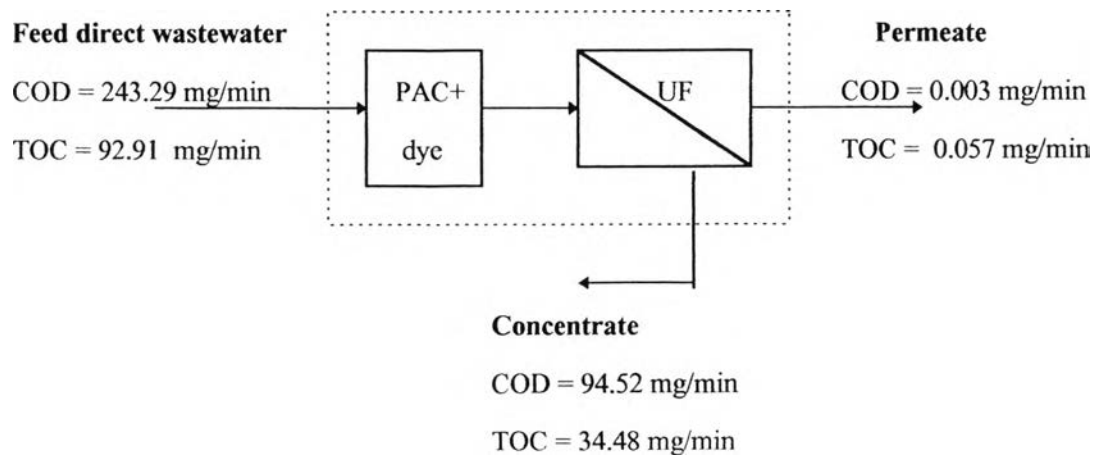 Feed direct wastewater
COD = 243.29 mg/min
TOC = 92.91 mg/min
PAC+
dye
UF
Permeate
COD = 0.003 mg/min
TOC = 0.057 mg/min
Concentrate
COD = 94.52 mg/min
TOC = 34.48 mg/min